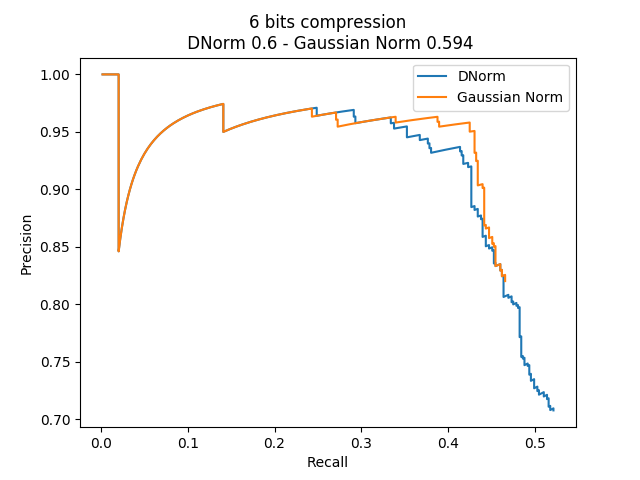 6 bits compression
DNorm 0.6 - Gaussian Norm 0.594
DNorm
Gaussian Norm
1.00
0.95
0.90
0.85
0.80
0.75
0.70
Precision
0.0
0.1
0.2
0.3
0.4
0.5
Recall